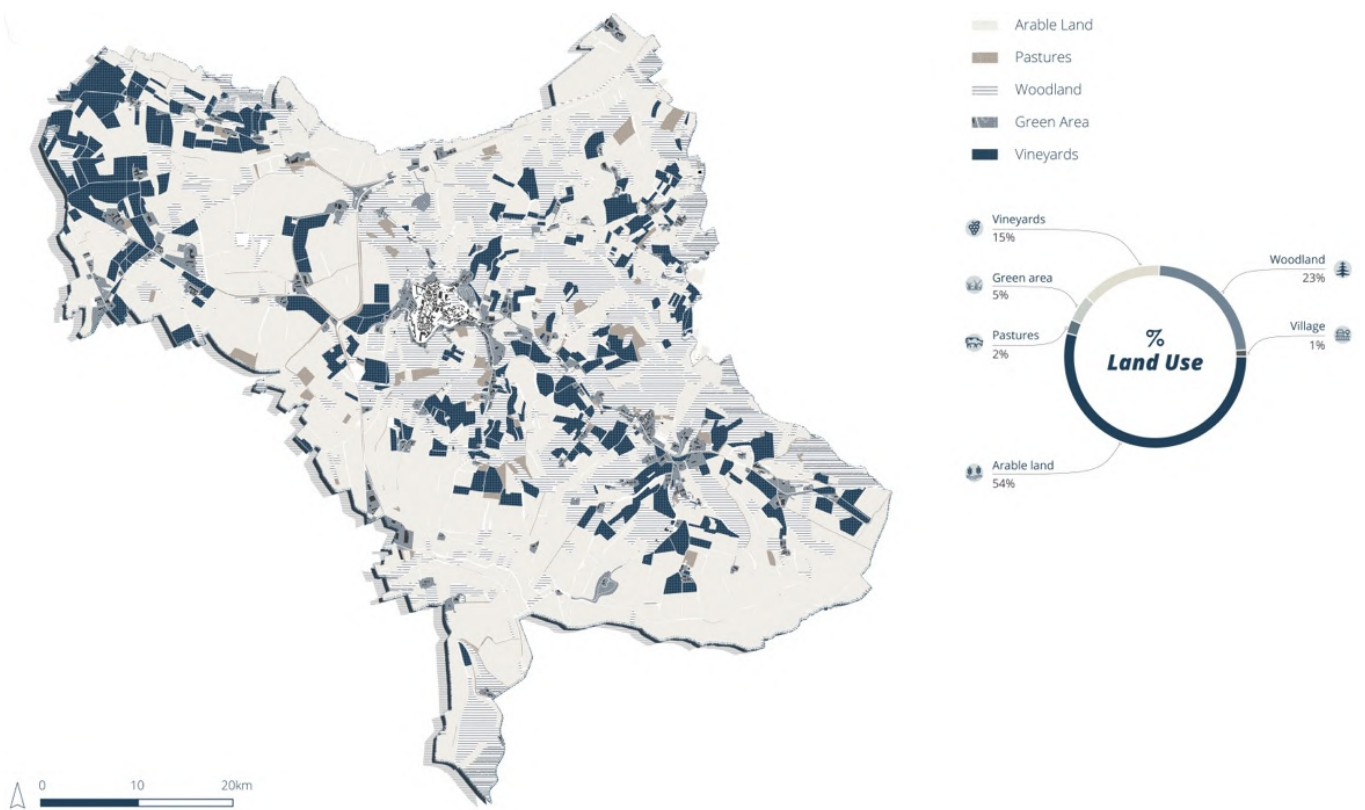 Arable Land
Pastures
Woodland
Green Area
Vineyards
Vineyards
15%
Green area
5%
Pastures
2%
Arable land
54%
Woodland
23%
Village
1%
%
Land Use
0 10 20km